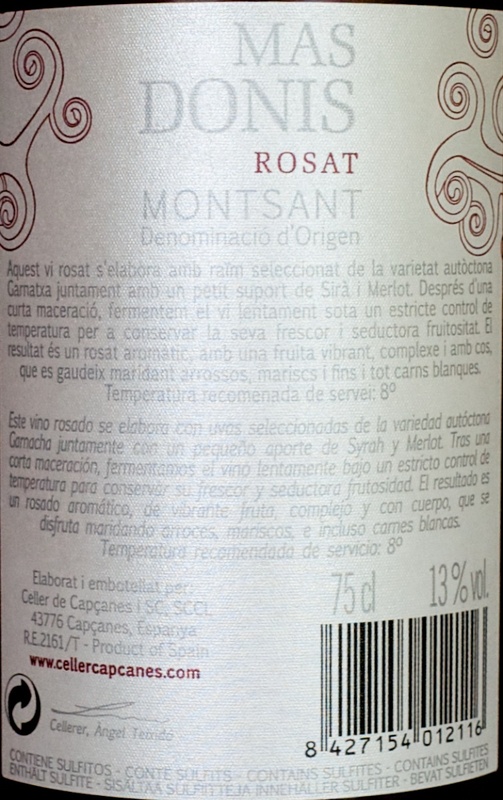 MAS
DONIS
ROSAT
MONTSANT
Denominació d'Origen
Aquest vi rosat s'elabora amb raïm seleccionat de la varietat autòctona
Garnatxa juntament amb un petit suport de Sirà i Merlot. Després d'una
curta maceració, fermentem el vi lentament sota un estricte control de
temperatura per a conservar la seva frescor i seductora fruitositat. El
resultat és un rosat aromàtic, amb una fruita vibrant, complexe i amb cos,
que es gaudeix maridant arrossos, mariscs i fins i tot carns blanques.
Temperatura recomenada de servei: 8º
Este vino rosado se elabora con uvas seleccionadas de la variedad autóctona
Garnacha juntamente con un pequeño aporte de Syrah y Merlot. Tras una
corta maceración, fermentamos el vino lentamente bajo un estricto control de
temperatura para conservar su frescor y seductora frutosidad. El resultado es
un rosado aromático, de vibrante fruta, complejo y con cuerpo, que se
disfruta maridando arroces, mariscos, e incluso carnes blancas.
Temperatura recomendada de servicio: 8º
Elaborat i embotellat per:
Celler de Capçanes i SC, SCCL
43776 Capçanes, Espanya
R.E.2161/T - Product of Spain
www.cellercapcanes.com
75 cl 13% vol.
Cellerer, Àngel Teixidó
8 427154 012116
CONTIENE SULFITOS - CONTÉ SULFITS - CONTAINS SULFITES - CONTAINS SULFITES
ENTHÄLT SULFITE - SISÄLTÄÄ SULFIITTEJA INNEHÅLLER SULFITER - BEVAT SULFIETEN